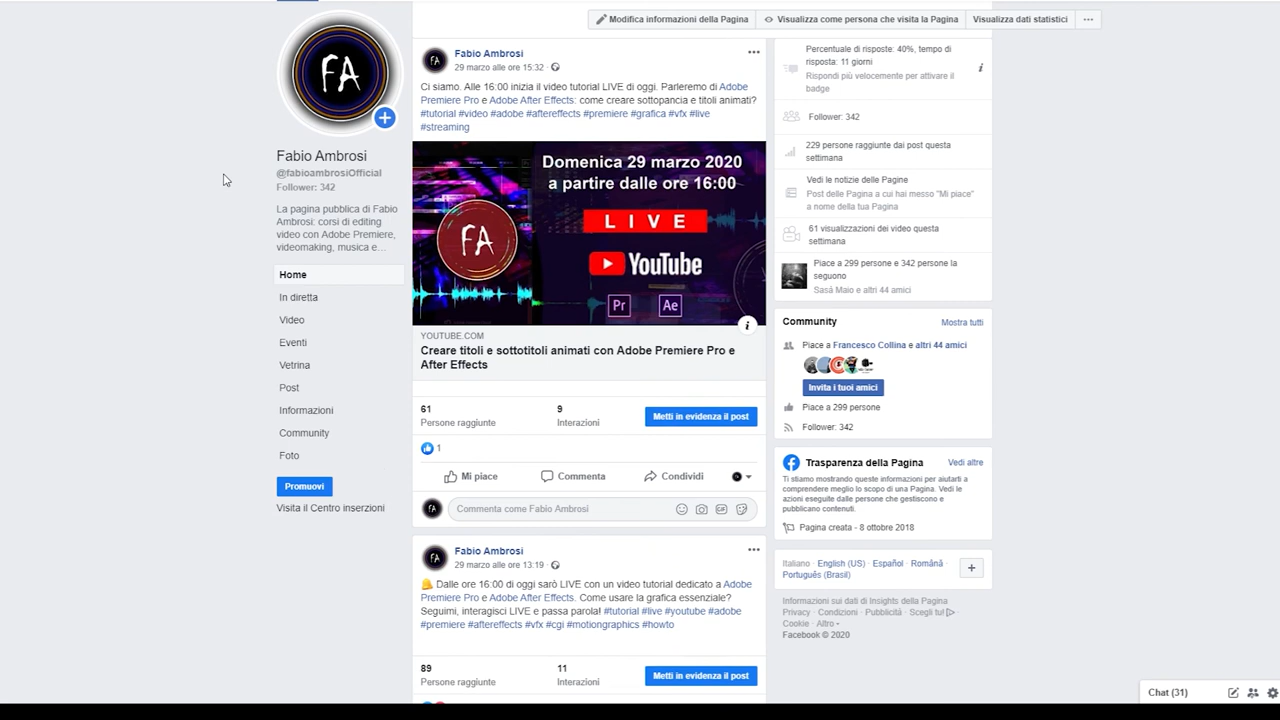 Modifica informazioni della Pagina
Visualizza come persona che visita la Pagina
Visualizza dati statistici
FA
Fabio Ambrosi
@fabioambrosiOfficial
Follower: 342
La pagina pubblica di Fabio
Ambrosi: corsi di editing
video con Adobe Premiere,
videomaking, musica e...
Home
In diretta
Video
Eventi
Vetrina
Post
Informazioni
Community
Foto
Promuovi
Visita il Centro inserzioni
Fabio Ambrosi
29 marzo alle ore 15:32 ·
Ci siamo. Alle 16:00 inizia il video tutorial LIVE di oggi. Parleremo di Adobe
Premiere Pro e Adobe After Effects: come creare sottopancia e titoli animati?
#tutorial #video #adobe #aftereffects #premiere #grafica #vfx #live
#streaming
Domenica 29 marzo 2020
a partire dalle ore 16:00
LIVE
FA
YouTube
Pr
Ae
YOUTUBE.COM
Creare titoli e sottotitoli animati con Adobe Premiere Pro e
After Effects
61
Persone raggiunte
9
Interazioni
Metti in evidenza il post
1
Mi piace
Commenta
Condividi
Commenta come Fabio Ambrosi
Fabio Ambrosi
29 marzo alle ore 13:19 ·
Dalle ore 16:00 di oggi sarò LIVE con un video tutorial dedicato a Adobe
Premiere Pro e Adobe After Effects. Come usare la grafica essenziale?
Seguimi, interagisci LIVE e passa parola! #tutorial #live #youtube #adobe
#premiere #aftereffects #vfx #cgi #motiongraphics #howto
89
Persone raggiunte
11
Interazioni
Metti in evidenza il post
Percentuale di risposte: 40%, tempo di
risposta: 11 giorni
Rispondi più velocemente per attivare il
badge
Follower: 342
229 persone raggiunte dai post questa
settimana
Vedi le notizie delle Pagine
Post delle Pagine a cui hai messo "Mi piace"
a nome della tua Pagina
61 visualizzazioni dei video questa
settimana
Piace a 299 persone e 342 persone la
seguono
Sasá Maio e altri 44 amici
Community
Mostra tutti
Piace a Francesco Collina e altri 44 amici
Invita i tuoi amici
Piace a 299 persone
Follower: 342
Trasparenza della Pagina
Vedi altre
Ti stiamo mostrando queste informazioni per aiutarti a
comprendere meglio lo scopo di una Pagina. Vedi le
azioni eseguite dalle persone che gestiscono e
pubblicano contenuti.
Pagina creata - 8 ottobre 2018
Italiano · English (US) · Español · Română ·
Português (Brasil)
Informazioni sui dati di Insights della Pagina
Privacy · Condizioni · Pubblicità · Scegli tu! ·
Cookie · Altro
Facebook © 2020
Chat (31)